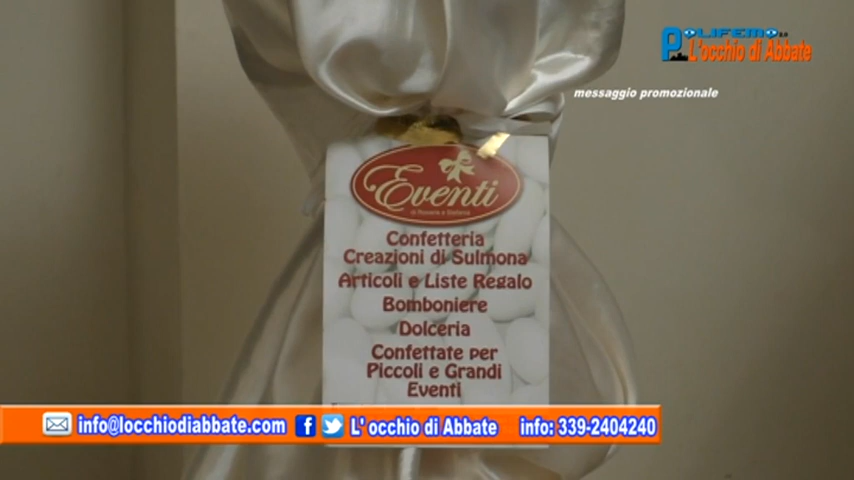 POLIFEMO
L'occhio di Abbate
messaggio promozionale
Eventi
Confetteria
Creazioni di Sulmona
Articoli e Liste Regalo
Bomboniere
Dolceria
Confettate per
Piccoli e Grandi
Eventi
info@locchiodiabbate.com f L' occhio di Abbate info: 339-2404240